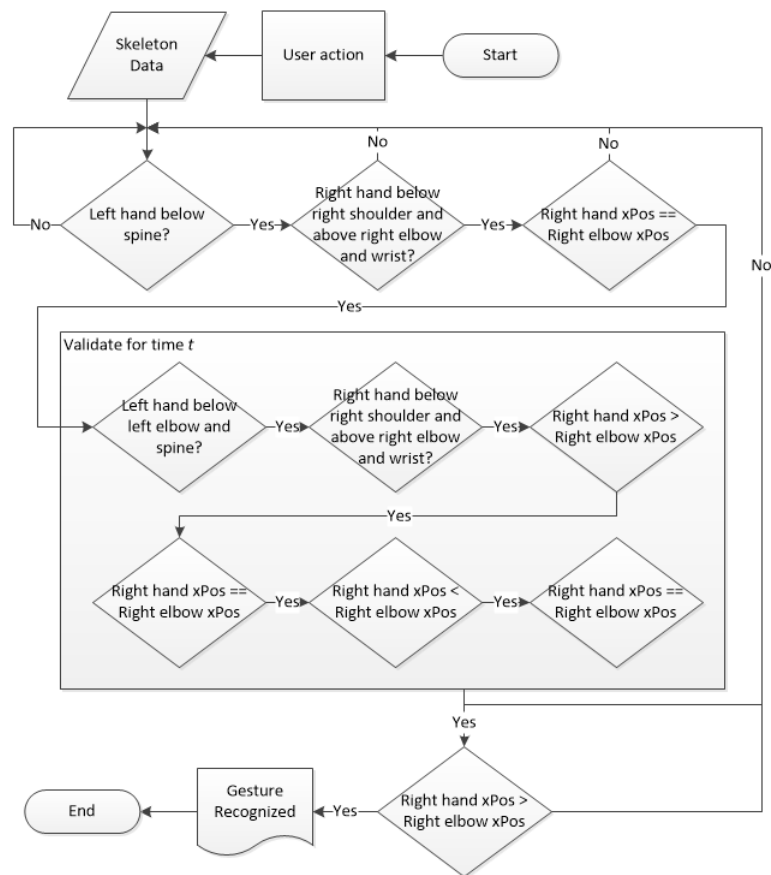 Skeleton
Data
User action
Start
No
No
Left hand below
spine?
No
Yes
Right hand below
right shoulder and
above right elbow
and wrist?
Yes
Right hand xPos ==
Right elbow xPos
No
Yes
Validate for time t
Left hand below
left elbow and
spine?
Yes
Right hand below
right shoulder and
above right elbow
and wrist?
Yes
Right hand xPos >
Right elbow xPos
Yes
Right hand xPos ==
Right elbow xPos
Yes
Right hand xPos <
Right elbow xPos
Yes
Right hand xPos ==
Right elbow xPos
Yes
End
Gesture
Recognized
Yes
Right hand xPos >
Right elbow xPos